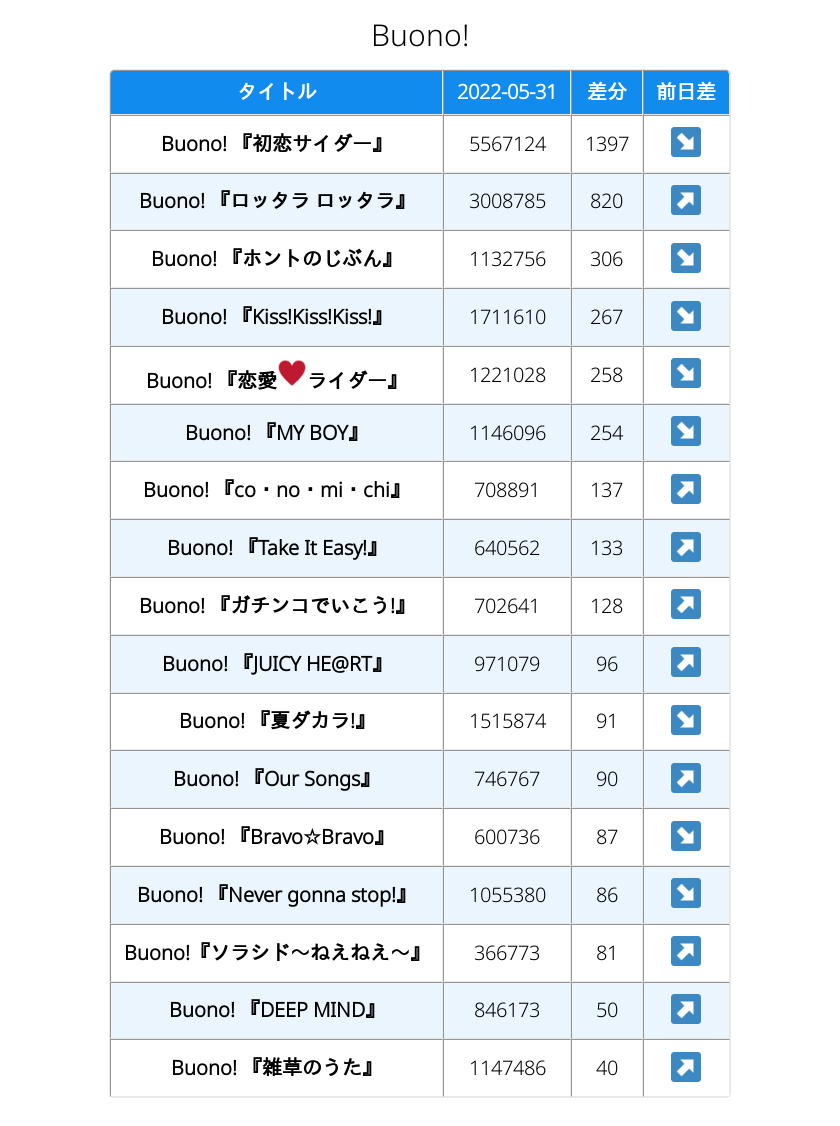 Buono!
タイトル 2022-05-31 差分 前日差
Buono! 『初恋サイダー』 5567124 1397 ↘
Buono! 『ロッタラ ロッタラ』 3008785 820 ↗
Buono! 『ホントのじぶん』 1132756 306 ↘
Buono! 『Kiss!Kiss!Kiss!』 1711610 267 ↘
Buono! 『恋愛♥ライダー』 1221028 258 ↘
Buono! 『MY BOY』 1146096 254 ↘
Buono! 『co・no・mi・chi』 708891 137 ↗
Buono! 『Take It Easy!』 640562 133 ↗
Buono! 『ガチンコでいこう!』 702641 128 ↗
Buono! 『JUICY HE@RT』 971079 96 ↗
Buono! 『夏ダカラ!』 1515874 91 ↘
Buono! 『Our Songs』 746767 90 ↗
Buono! 『Bravo☆Bravo』 600736 87 ↘
Buono! 『Never gonna stop!』 1055380 86 ↘
Buono!『ソラシド〜ねえねえ〜』 366773 81 ↗
Buono! 『DEEP MIND』 846173 50 ↗
Buono! 『雑草のうた』 1147486 40 ↗